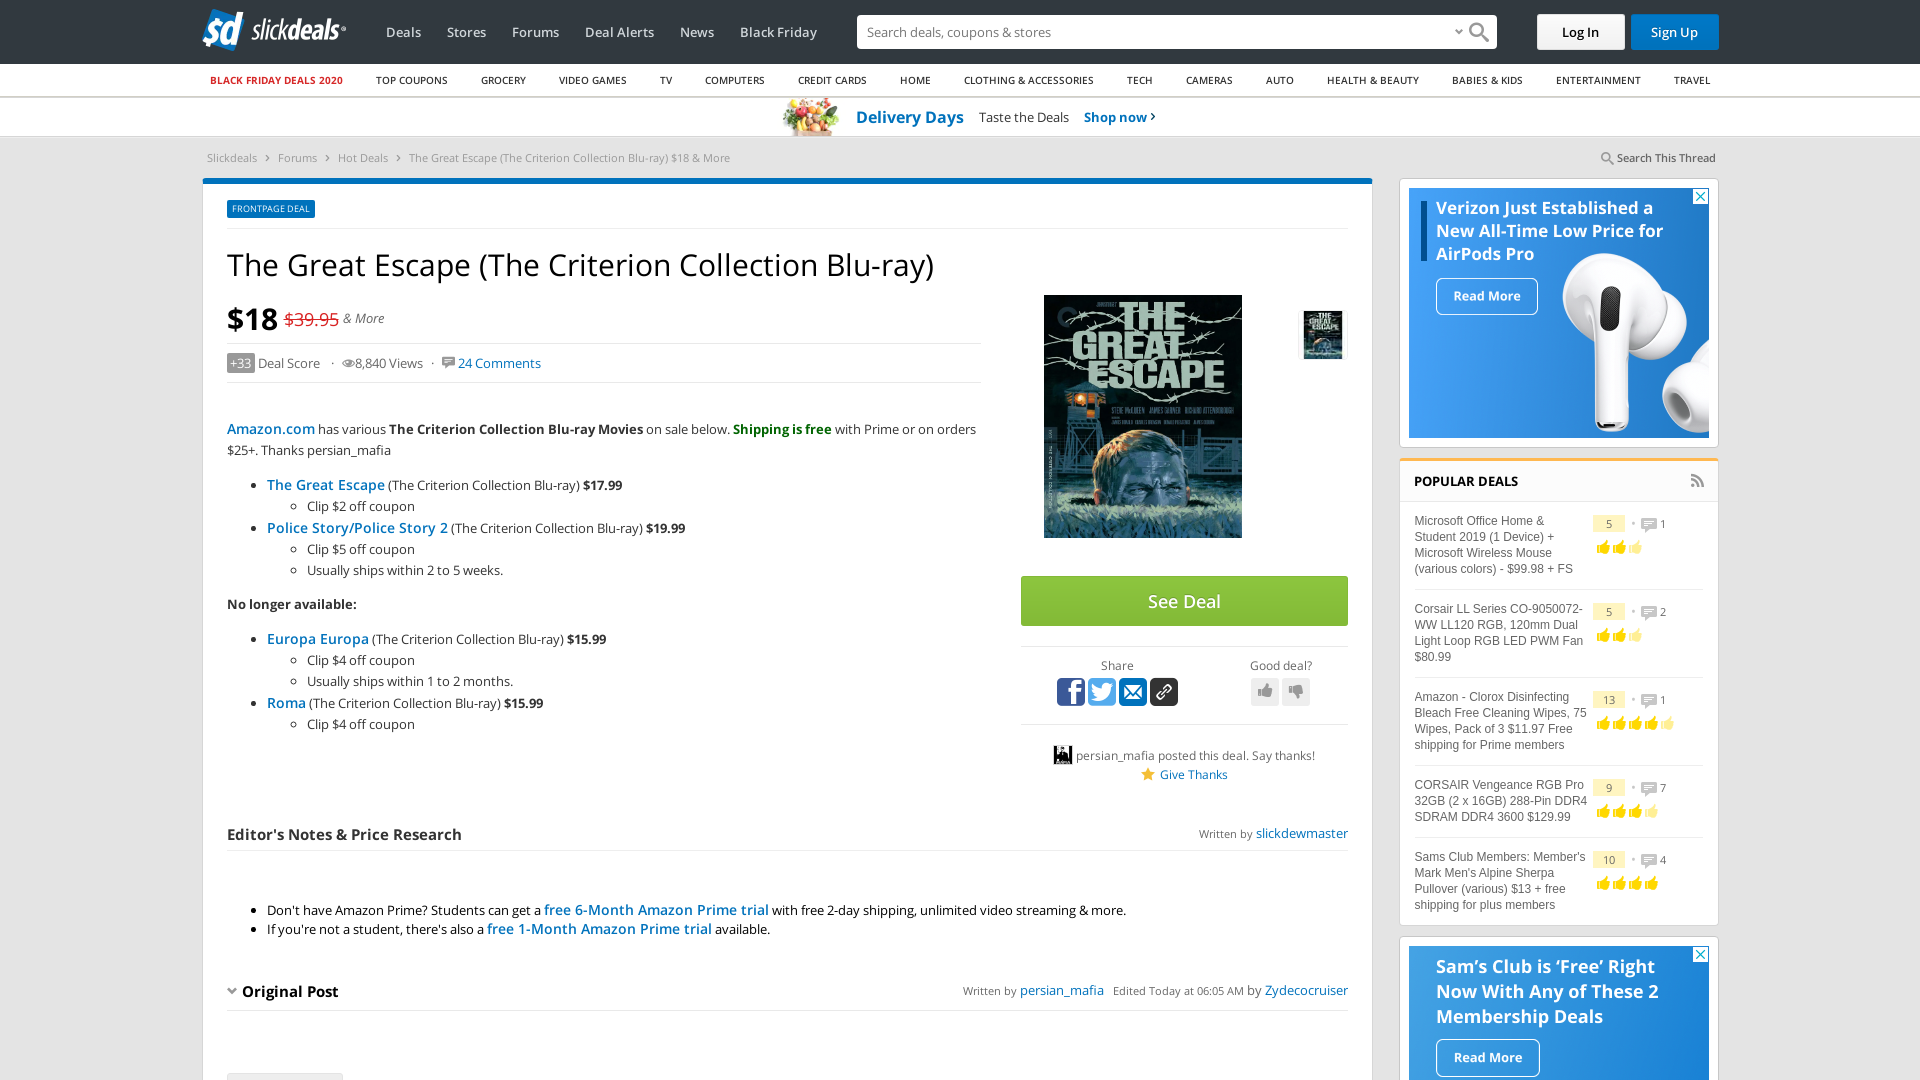 slickdeals
Deals
Stores
Forums
Deal Alerts
News
Black Friday
Search deals, coupons & stores
Log In
Sign Up
BLACK FRIDAY DEALS 2020
TOP COUPONS
GROCERY
VIDEO GAMES
TV
COMPUTERS
CREDIT CARDS
HOME
CLOTHING & ACCESSORIES
TECH
CAMERAS
AUTO
HEALTH & BEAUTY
BABIES & KIDS
ENTERTAINMENT
TRAVEL
Delivery Days Taste the Deals Shop now
Slickdeals > Forums > Hot Deals > The Great Escape (The Criterion Collection Blu-ray) $18 & More
Search This Thread
FRONTPAGE DEAL
The Great Escape (The Criterion Collection Blu-ray)
$18 $39.95 & More
+33 Deal Score · 8,840 Views · 24 Comments
Amazon.com has various The Criterion Collection Blu-ray Movies on sale below. Shipping is free with Prime or on orders
$25+. Thanks persian_mafia
The Great Escape (The Criterion Collection Blu-ray) $17.99
Clip $2 off coupon
Police Story/Police Story 2 (The Criterion Collection Blu-ray) $19.99
Clip $5 off coupon
Usually ships within 2 to 5 weeks.
No longer available:
Europa Europa (The Criterion Collection Blu-ray) $15.99
Clip $4 off coupon
Usually ships within 1 to 2 months.
Roma (The Criterion Collection Blu-ray) $15.99
Clip $4 off coupon
THE
GREAT
ESCAPE
STEVE McQUEEN JAMES GARNER RICHARD ATTENBOROUGH
THE
GREAT
ESCAPE
See Deal
Share
Good deal?
persian_mafia posted this deal. Say thanks!
Give Thanks
Editor's Notes & Price Research
Written by slickdewmaster
Don't have Amazon Prime? Students can get a free 6-Month Amazon Prime trial with free 2-day shipping, unlimited video streaming & more.
If you're not a student, there's also a free 1-Month Amazon Prime trial available.
Original Post
Written by persian_mafia Edited Today at 06:05 AM by Zydecocruiser
Verizon Just Established a
New All-Time Low Price for
AirPods Pro
Read More
POPULAR DEALS
Microsoft Office Home &
Student 2019 (1 Device) +
Microsoft Wireless Mouse
(various colors) - $99.98 + FS
5 • 1
Corsair LL Series CO-9050072-
WW LL120 RGB, 120mm Dual
Light Loop RGB LED PWM Fan
$80.99
5 • 2
Amazon - Clorox Disinfecting
Bleach Free Cleaning Wipes, 75
Wipes, Pack of 3 $11.97 Free
shipping for Prime members
13 • 1
CORSAIR Vengeance RGB Pro
32GB (2 x 16GB) 288-Pin DDR4
SDRAM DDR4 3600 $129.99
9 • 7
Sams Club Members: Member's
Mark Men's Alpine Sherpa
Pullover (various) $13 + free
shipping for plus members
10 • 4
Sam's Club is 'Free' Right
Now With Any of These 2
Membership Deals
Read More